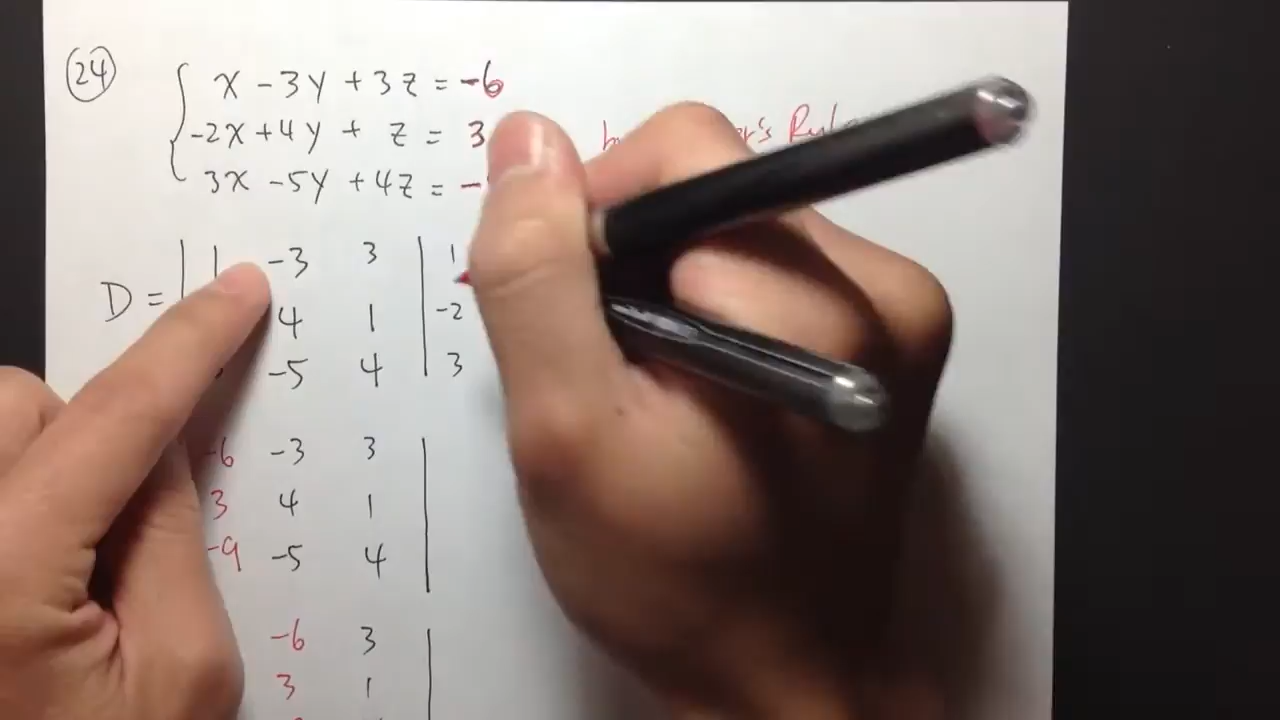 24
x - 3y + 3z = -6
-2x + 4y + z = 3
3x - 5y + 4z = -
D = | 1 -3 3 | 1
4 1 | -2
-5 4 | 3
-6 -3 3 |
3 4 1 |
-9 -5 4 |
-6 3 |
3 1 |